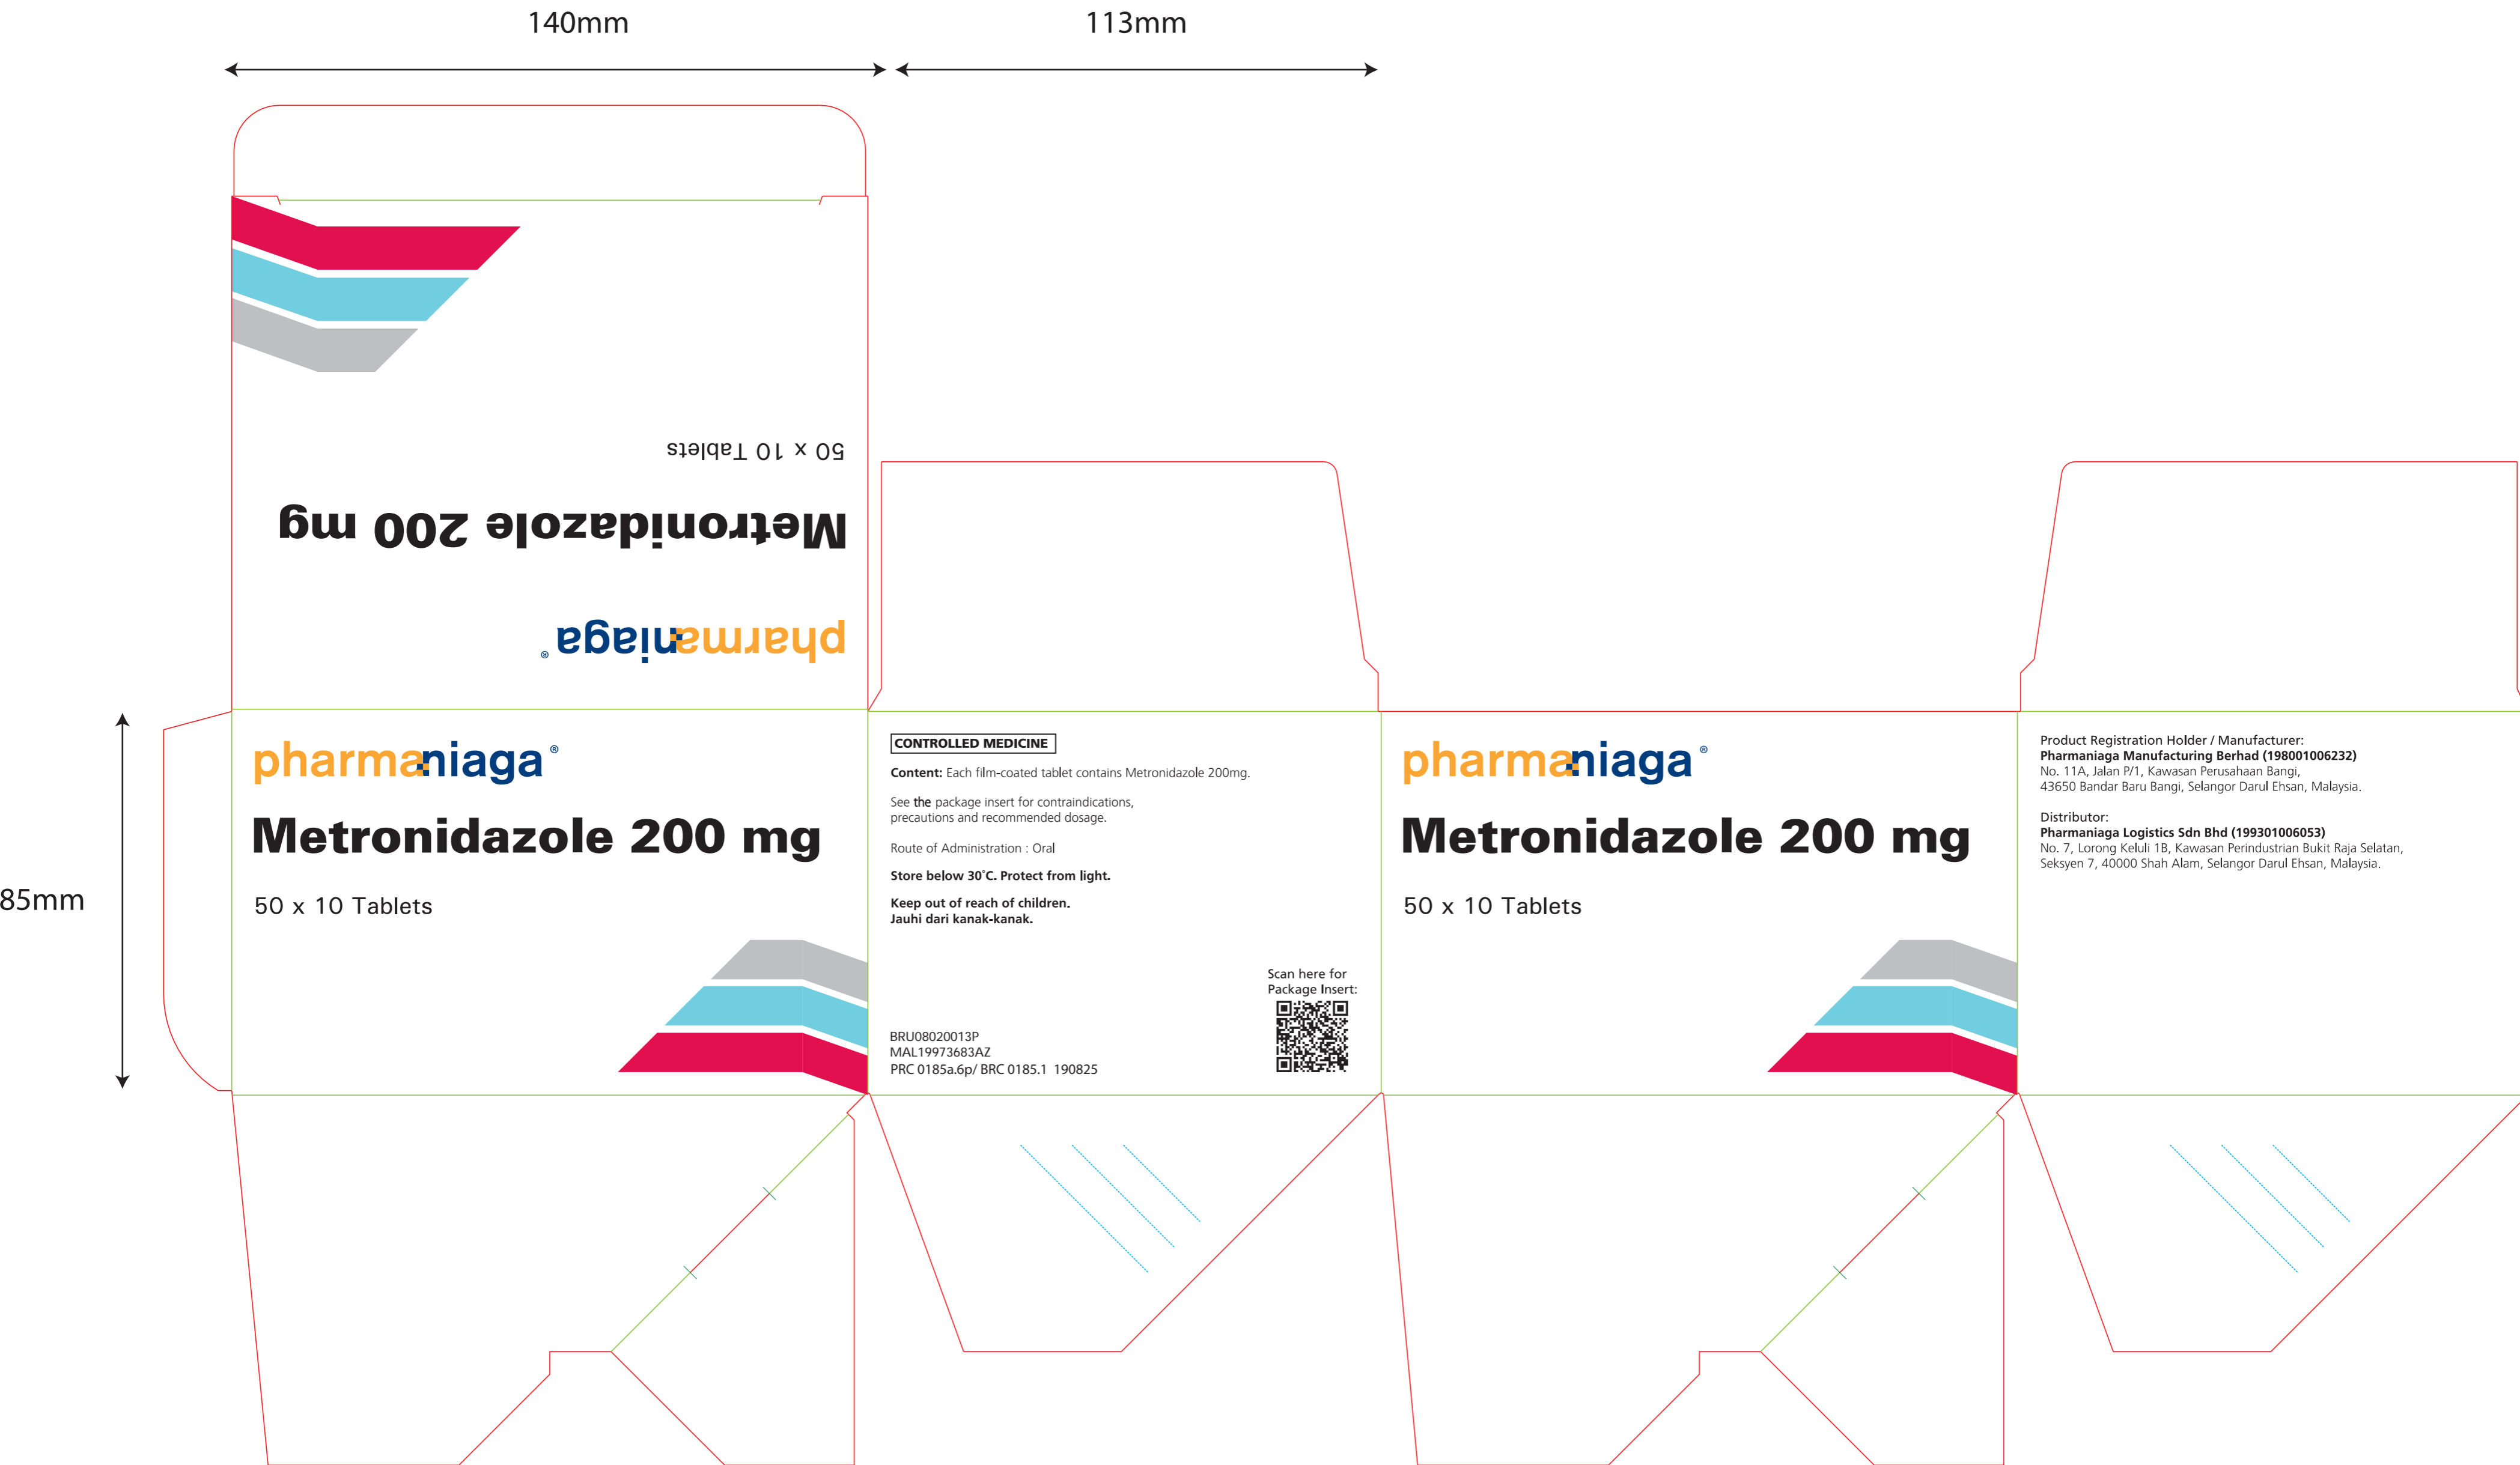 140mm
113mm
50 x 10 Tablets
Metronidazole 200 mg
pharmaniaga®
85mm
pharmaniaga®
Metronidazole 200 mg
50 x 10 Tablets
CONTROLLED MEDICINE
Content: Each film-coated tablet contains Metronidazole 200mg.
See the package insert for contraindications,
precautions and recommended dosage.
Route of Administration : Oral
Store below 30°C. Protect from light.
Keep out of reach of children.
Jauhi dari kanak-kanak.
Scan here for
Package Insert:
BRU08020013P
MAL19973683AZ
PRC 0185a.6p/ BRC 0185.1 190825
pharmaniaga®
Metronidazole 200 mg
50 x 10 Tablets
Product Registration Holder / Manufacturer:
Pharmaniaga Manufacturing Berhad (198001006232)
No. 11A, Jalan P/1, Kawasan Perusahaan Bangi,
43650 Bandar Baru Bangi, Selangor Darul Ehsan, Malaysia.
Distributor:
Pharmaniaga Logistics Sdn Bhd (199301006053)
No. 7, Lorong Keluli 1B, Kawasan Perindustrian Bukit Raja Selatan,
Seksyen 7, 40000 Shah Alam, Selangor Darul Ehsan, Malaysia.